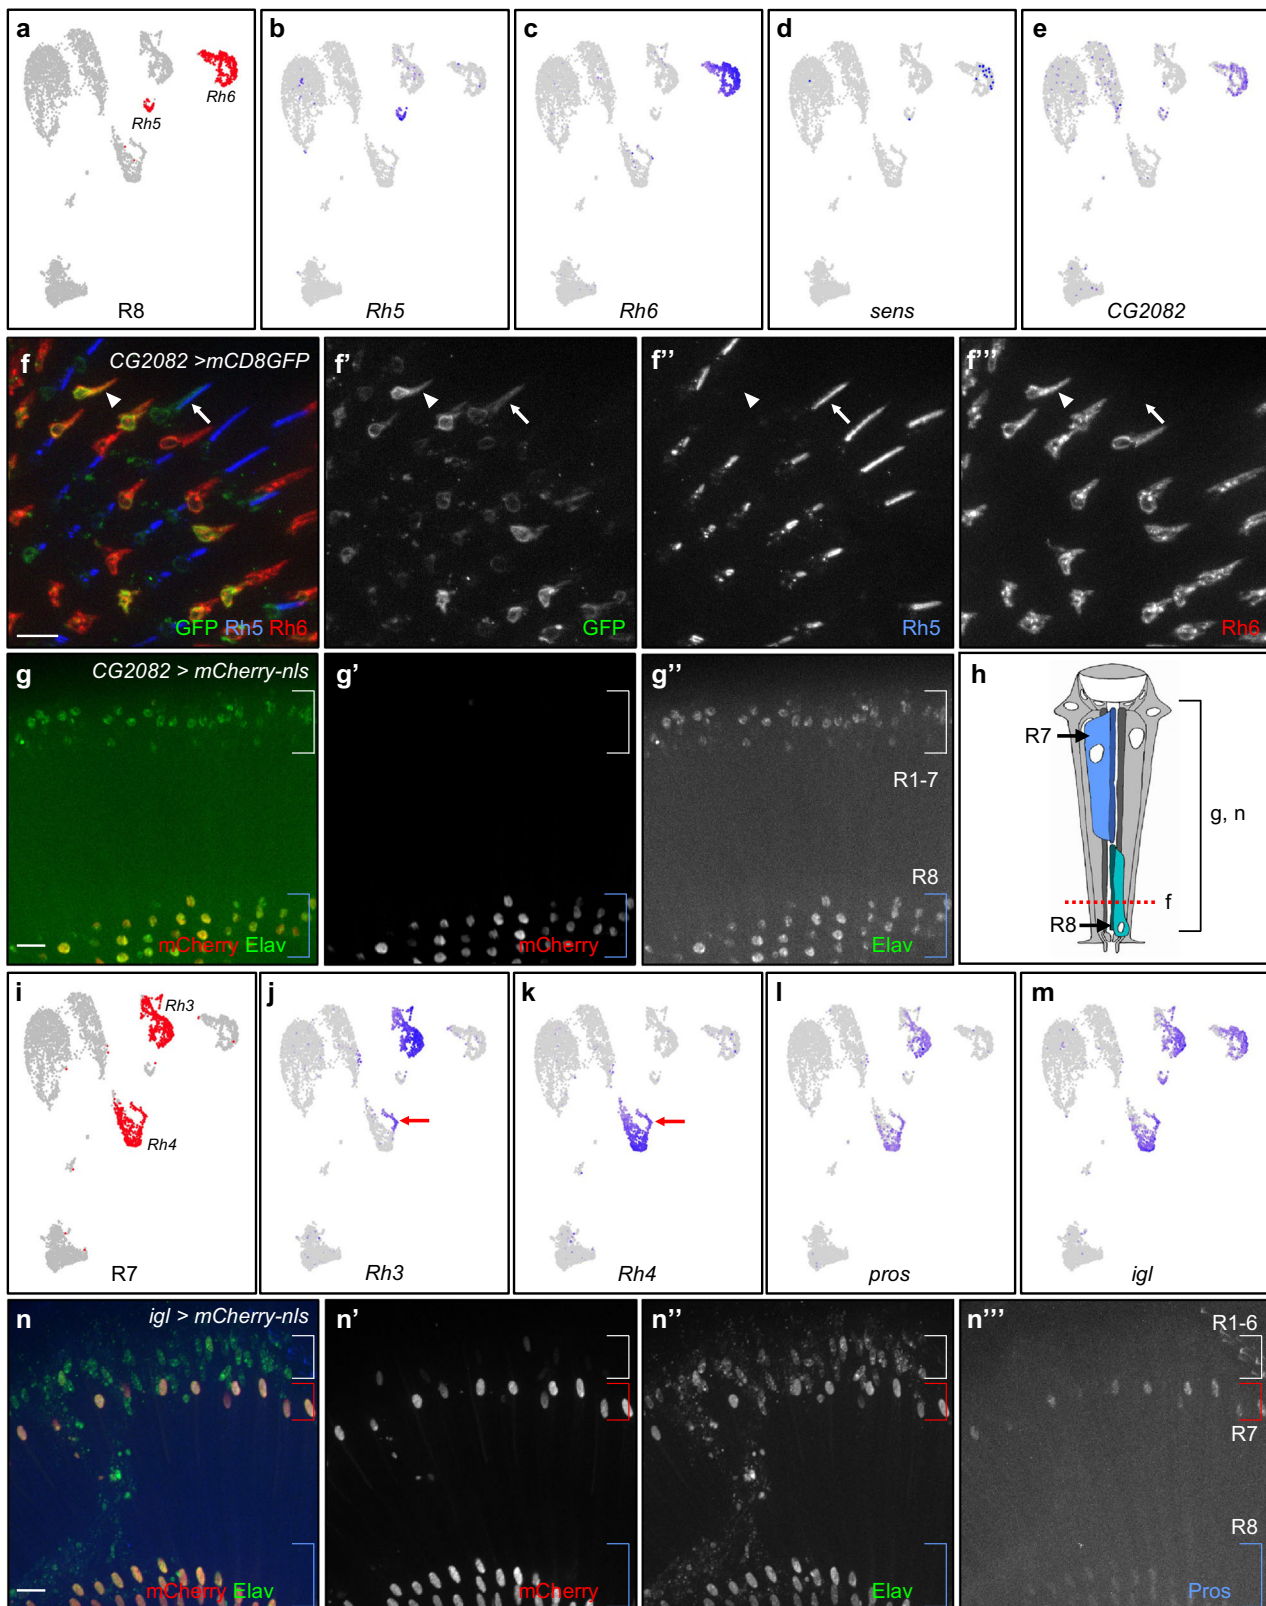 a
Rh6
Rh5
R8
b
Rh5
c
Rh6
d
sens
e
CG2082
f
CG2082 >mCD8GFP
GFP Rh5 Rh6
f’
GFP
f’’
Rh5
f’’’
Rh6
g
CG2082 > mCherry-nls
mCherry Elav
g’
mCherry
g’’
R1-7
R8
Elav
h
R7
g, n
f
R8
i
Rh3
Rh4
R7
j
Rh3
k
Rh4
l
pros
m
igl
n
igl > mCherry-nls
mCherry Elav
n’
mCherry
n’’
Elav
n’’’
R1-6
R7
R8
Pros